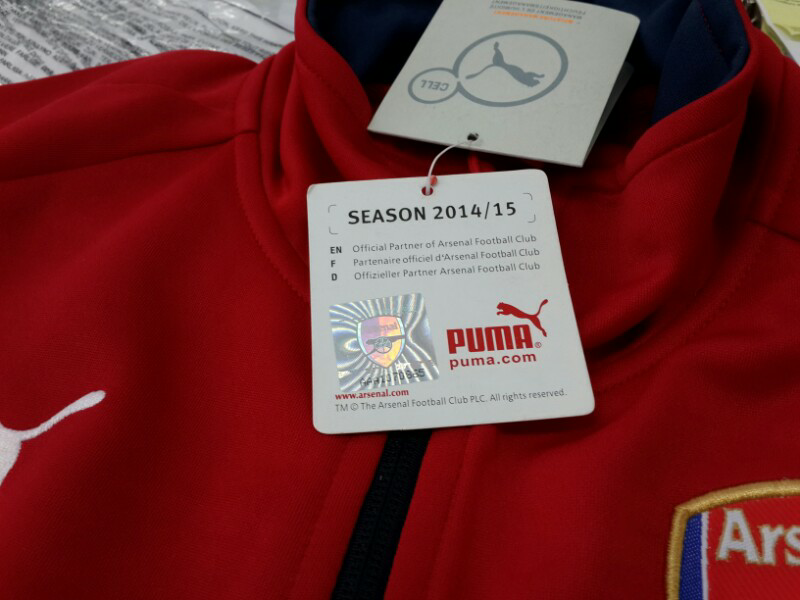 CELL
SEASON 2014/15
EN Official Partner of Arsenal Football Club
F Partenaire officiel d'Arsenal Football Club
D Offizieller Partner Arsenal Football Club
Arsenal
PUMA®
puma.com
www.arsenal.com
TM © The Arsenal Football Club PLC. All rights reserved.
Ars